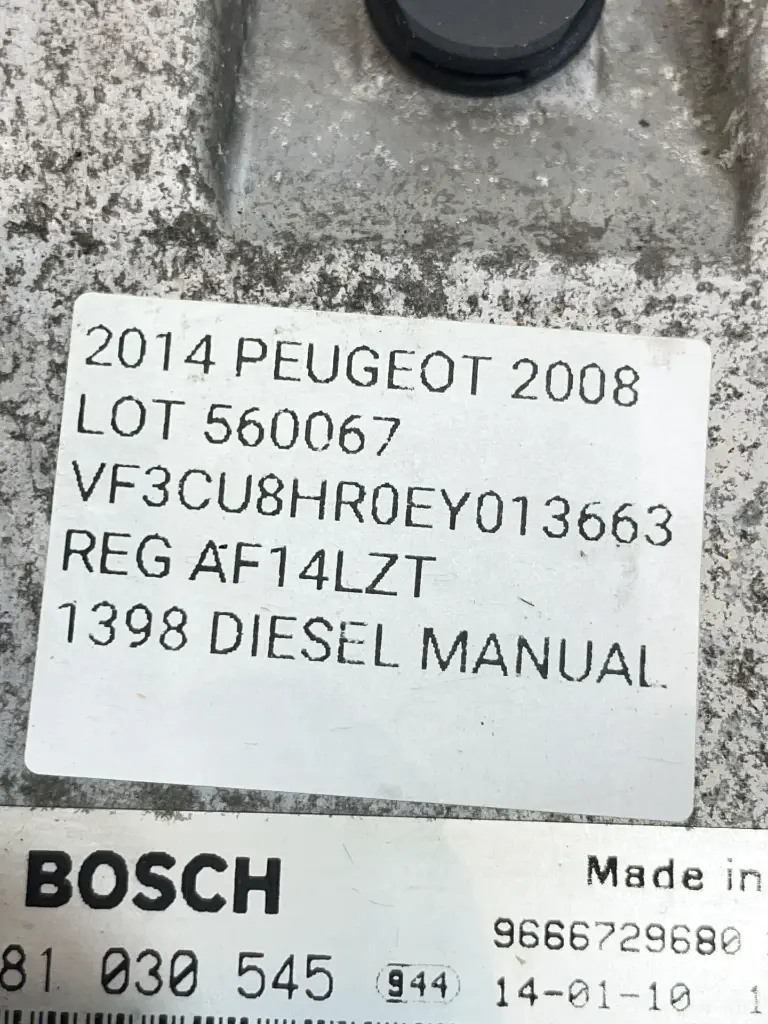 2014 PEUGEOT 2008
LOT 560067
VF3CU8HR0EY013663
REG AF14LZT
1398 DIESEL MANUAL
BOSCH
Made in
9666729680
81 030 545 944
14-01-10 1